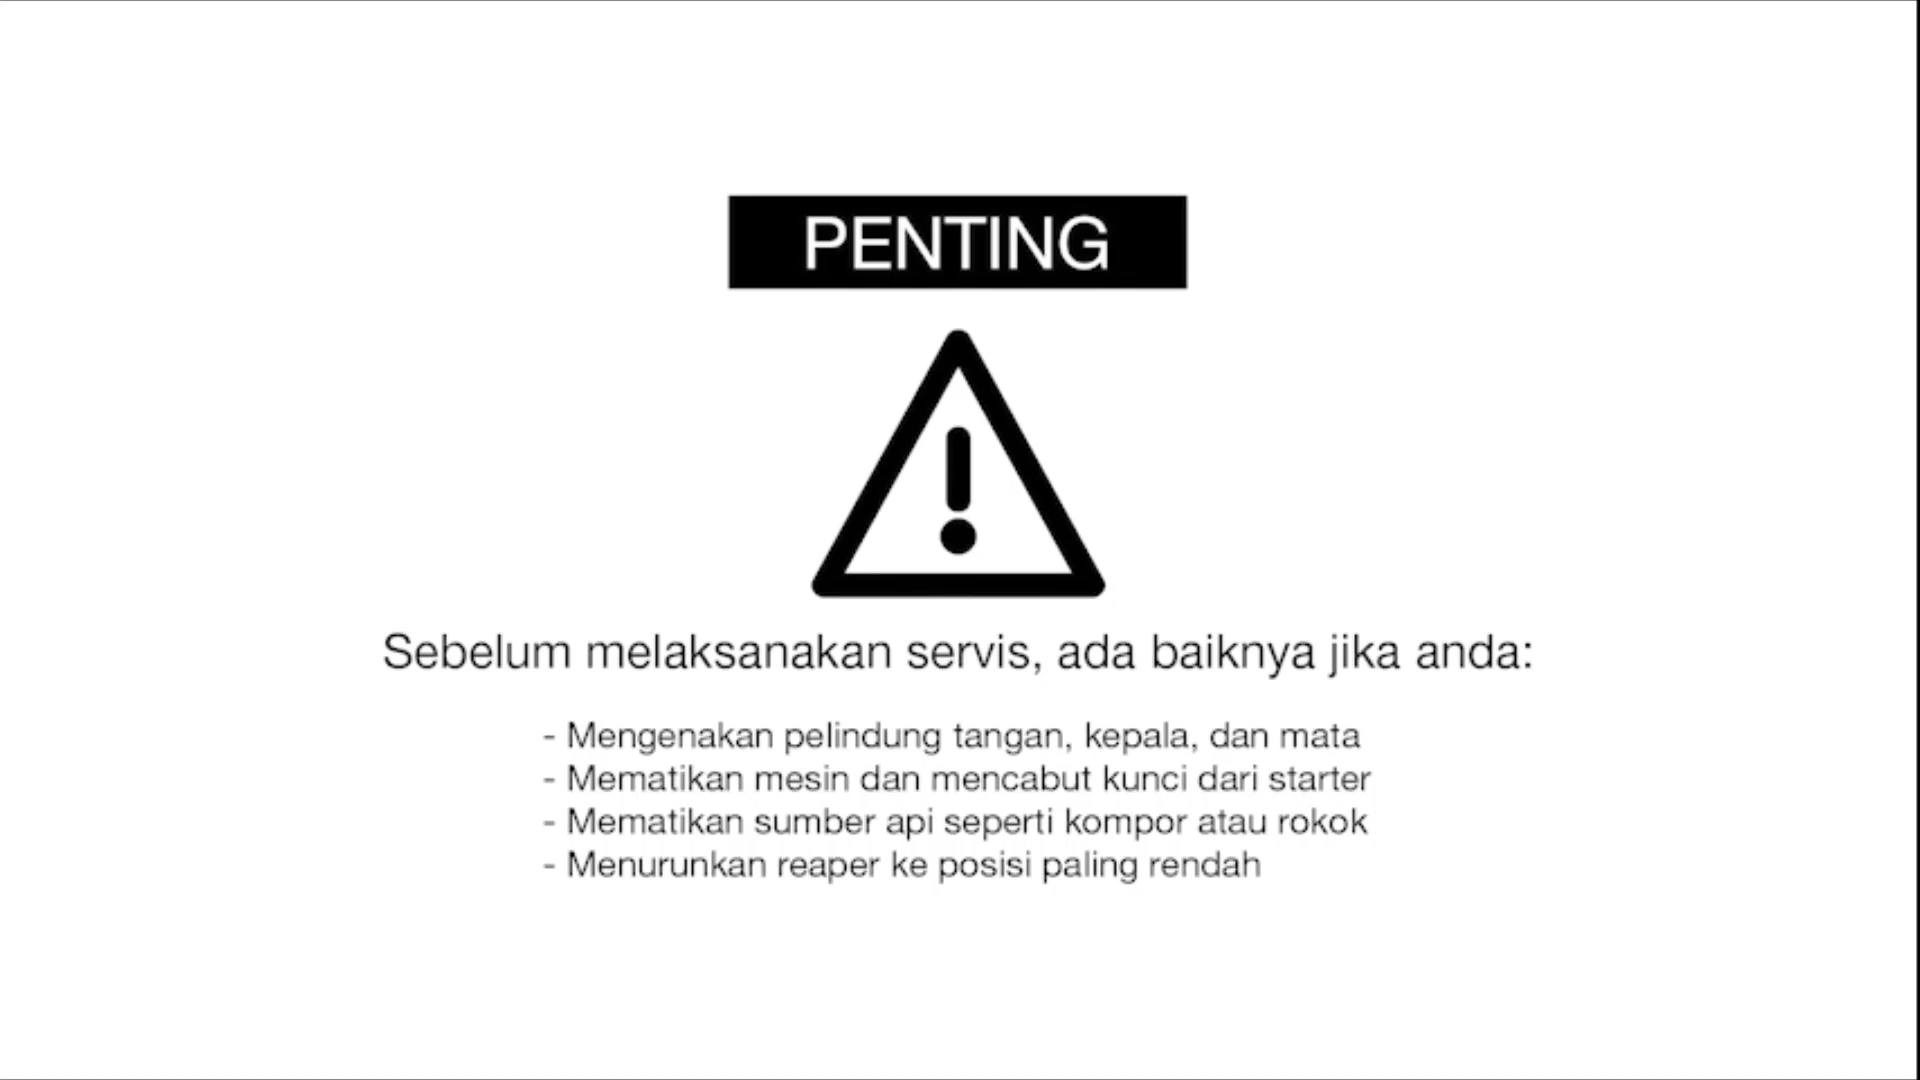 PENTING
Sebelum melaksanakan servis, ada baiknya jika anda:
- Mengenakan pelindung tangan, kepala, dan mata
- Mematikan mesin dan mencabut kunci dari starter
- Mematikan sumber api seperti kompor atau rokok
- Menurunkan reaper ke posisi paling rendah